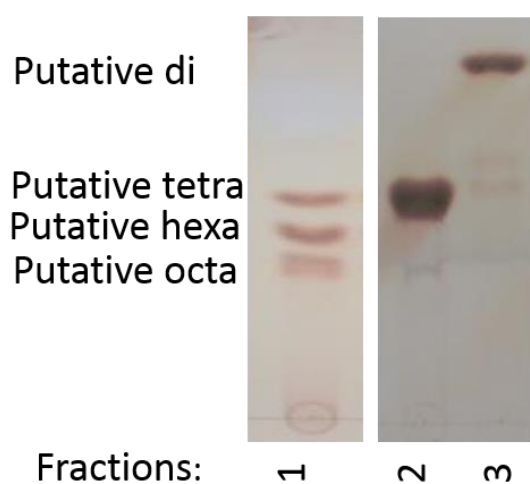 Putative di
Putative tetra
Putative hexa
Putative octa
Fractions: 1 2 3